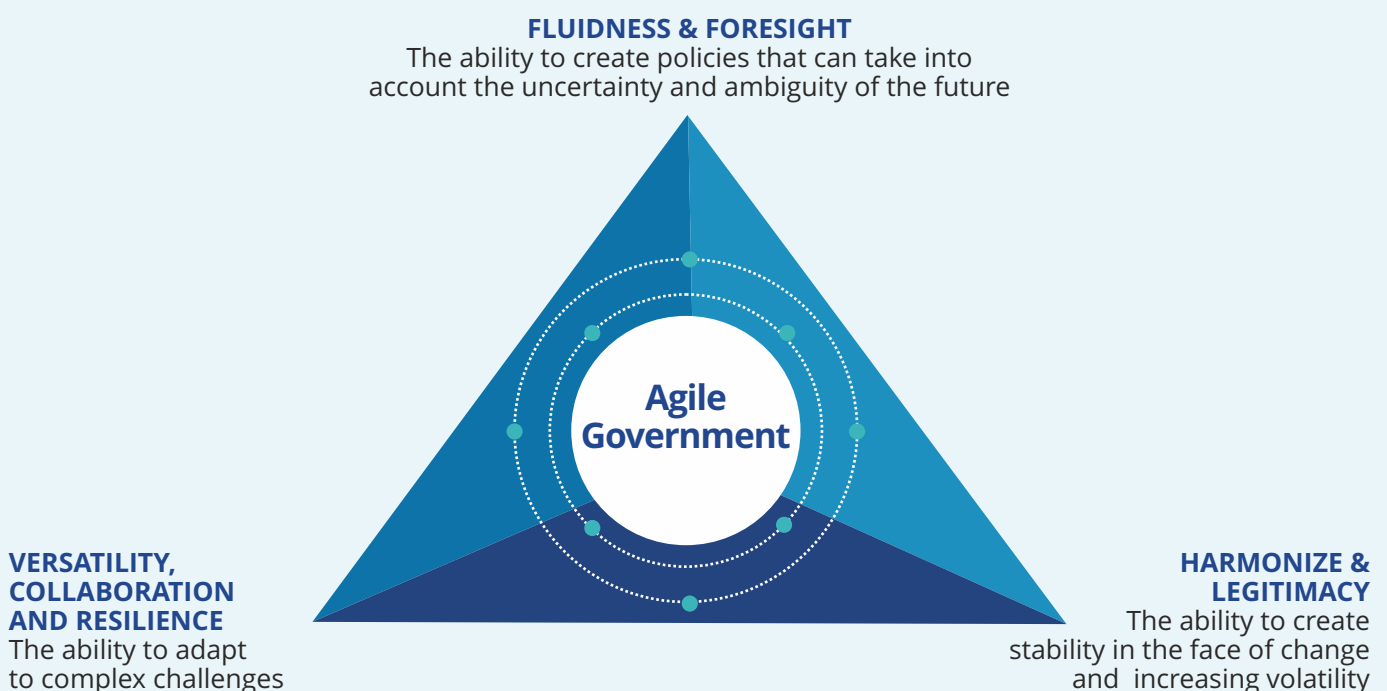 FLUIDNESS & FORESIGHT
The ability to create policies that can take into
account the uncertainty and ambiguity of the future
Agile
Government
VERSATILITY,
COLLABORATION
AND RESILIENCE
The ability to adapt
to complex challenges
HARMONIZE &
LEGITIMACY
The ability to create
stability in the face of change
and  increasing volatility